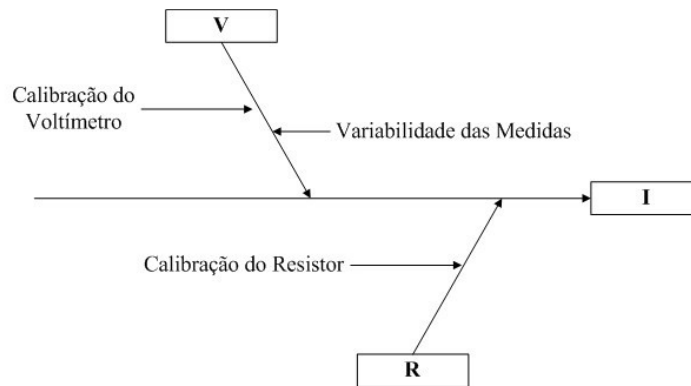 V
Calibração do
Voltímetro
Variabilidade das Medidas
I
Calibração do Resistor
R